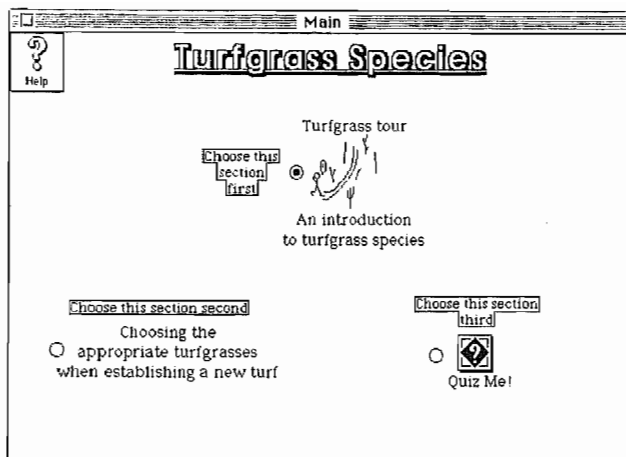 Main
Help
Turfgrass Species
Turfgrass tour
Choose this
section
first
An introduction
to turfgrass species
Choose this section second
Choosing the
appropriate turfgrasses
when establishing a new turf
Choose this section
third
?
Quiz Me!